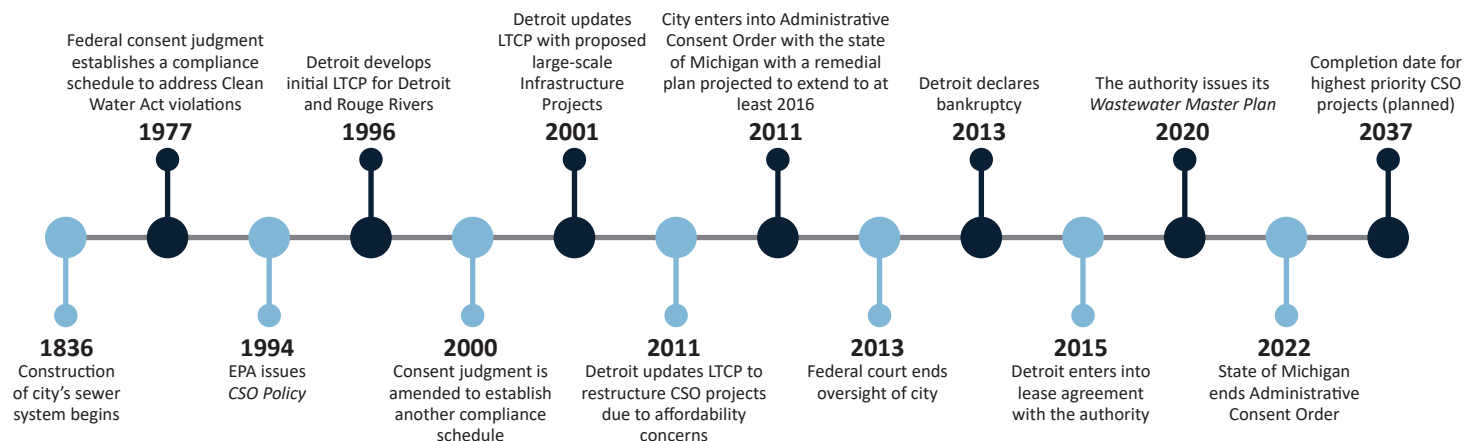 Federal consent judgment
establishes a compliance
schedule to address Clean
Water Act violations
1977
Detroit develops
initial LTCP for Detroit
and Rouge Rivers
1996
Detroit updates
LTCP with proposed
large-scale
Infrastructure
Projects
2001
City enters into Administrative
Consent Order with the state
of Michigan with a remedial
plan projected to extend to at
least 2016
2011
Detroit declares
bankruptcy
2013
The authority issues its
Wastewater Master Plan
2020
Completion date for
highest priority CSO
projects (planned)
2037
1836
Construction
of city’s sewer
system begins
1994
EPA issues
CSO Policy
2000
Consent judgment is
amended to establish
another compliance
schedule
2011
Detroit updates LTCP to
restructure CSO projects
due to affordability
concerns
2013
Federal court ends
oversight of city
2015
Detroit enters into
lease agreement
with the authority
2022
State of Michigan
ends Administrative
Consent Order